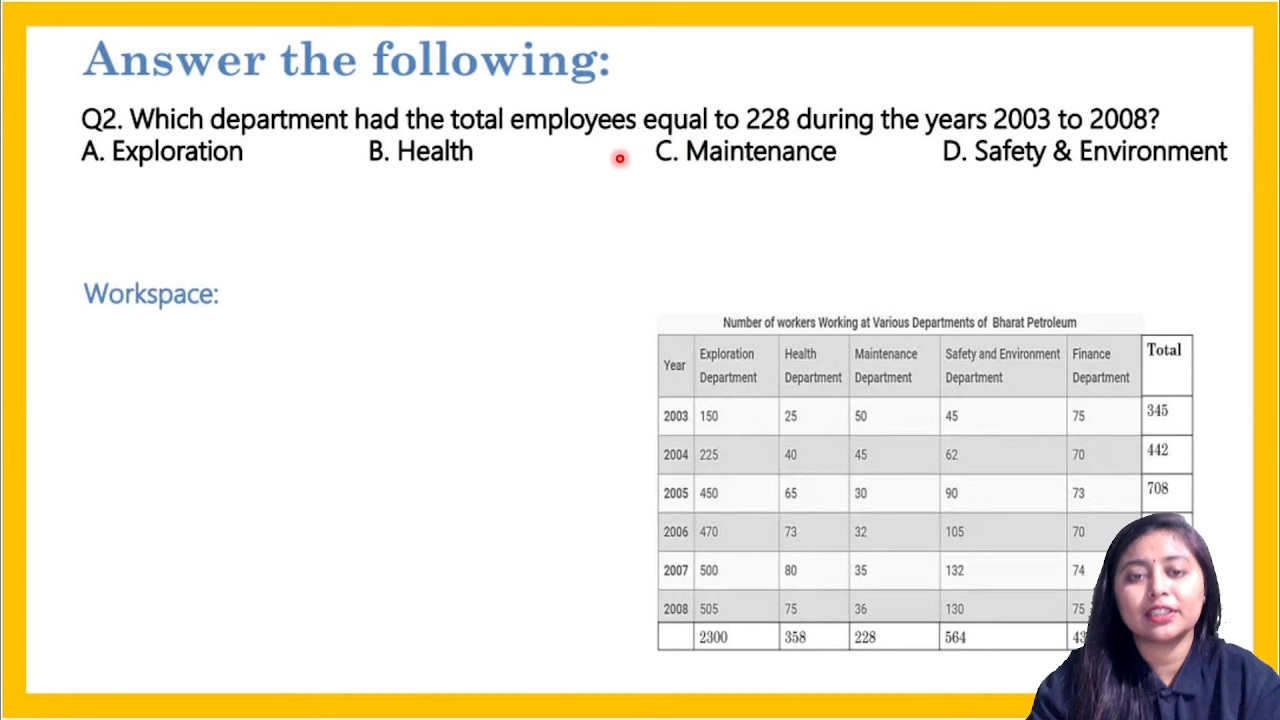 Answer the following:
Q2. Which department had the total employees equal to 228 during the years 2003 to 2008?
A. Exploration B. Health C. Maintenance D. Safety & Environment
Workspace:
Number of workers Working at Various Departments of Bharat Petroleum
Year Exploration Department Health Department Maintenance Department Safety and Environment Department Finance Department Total
2003 150 25 50 45 75 345
2004 225 40 45 62 70 442
2005 450 65 30 90 73 708
2006 470 73 32 105 70
2007 500 80 35 132 74
2008 505 75 36 130 75
2300 358 228 564